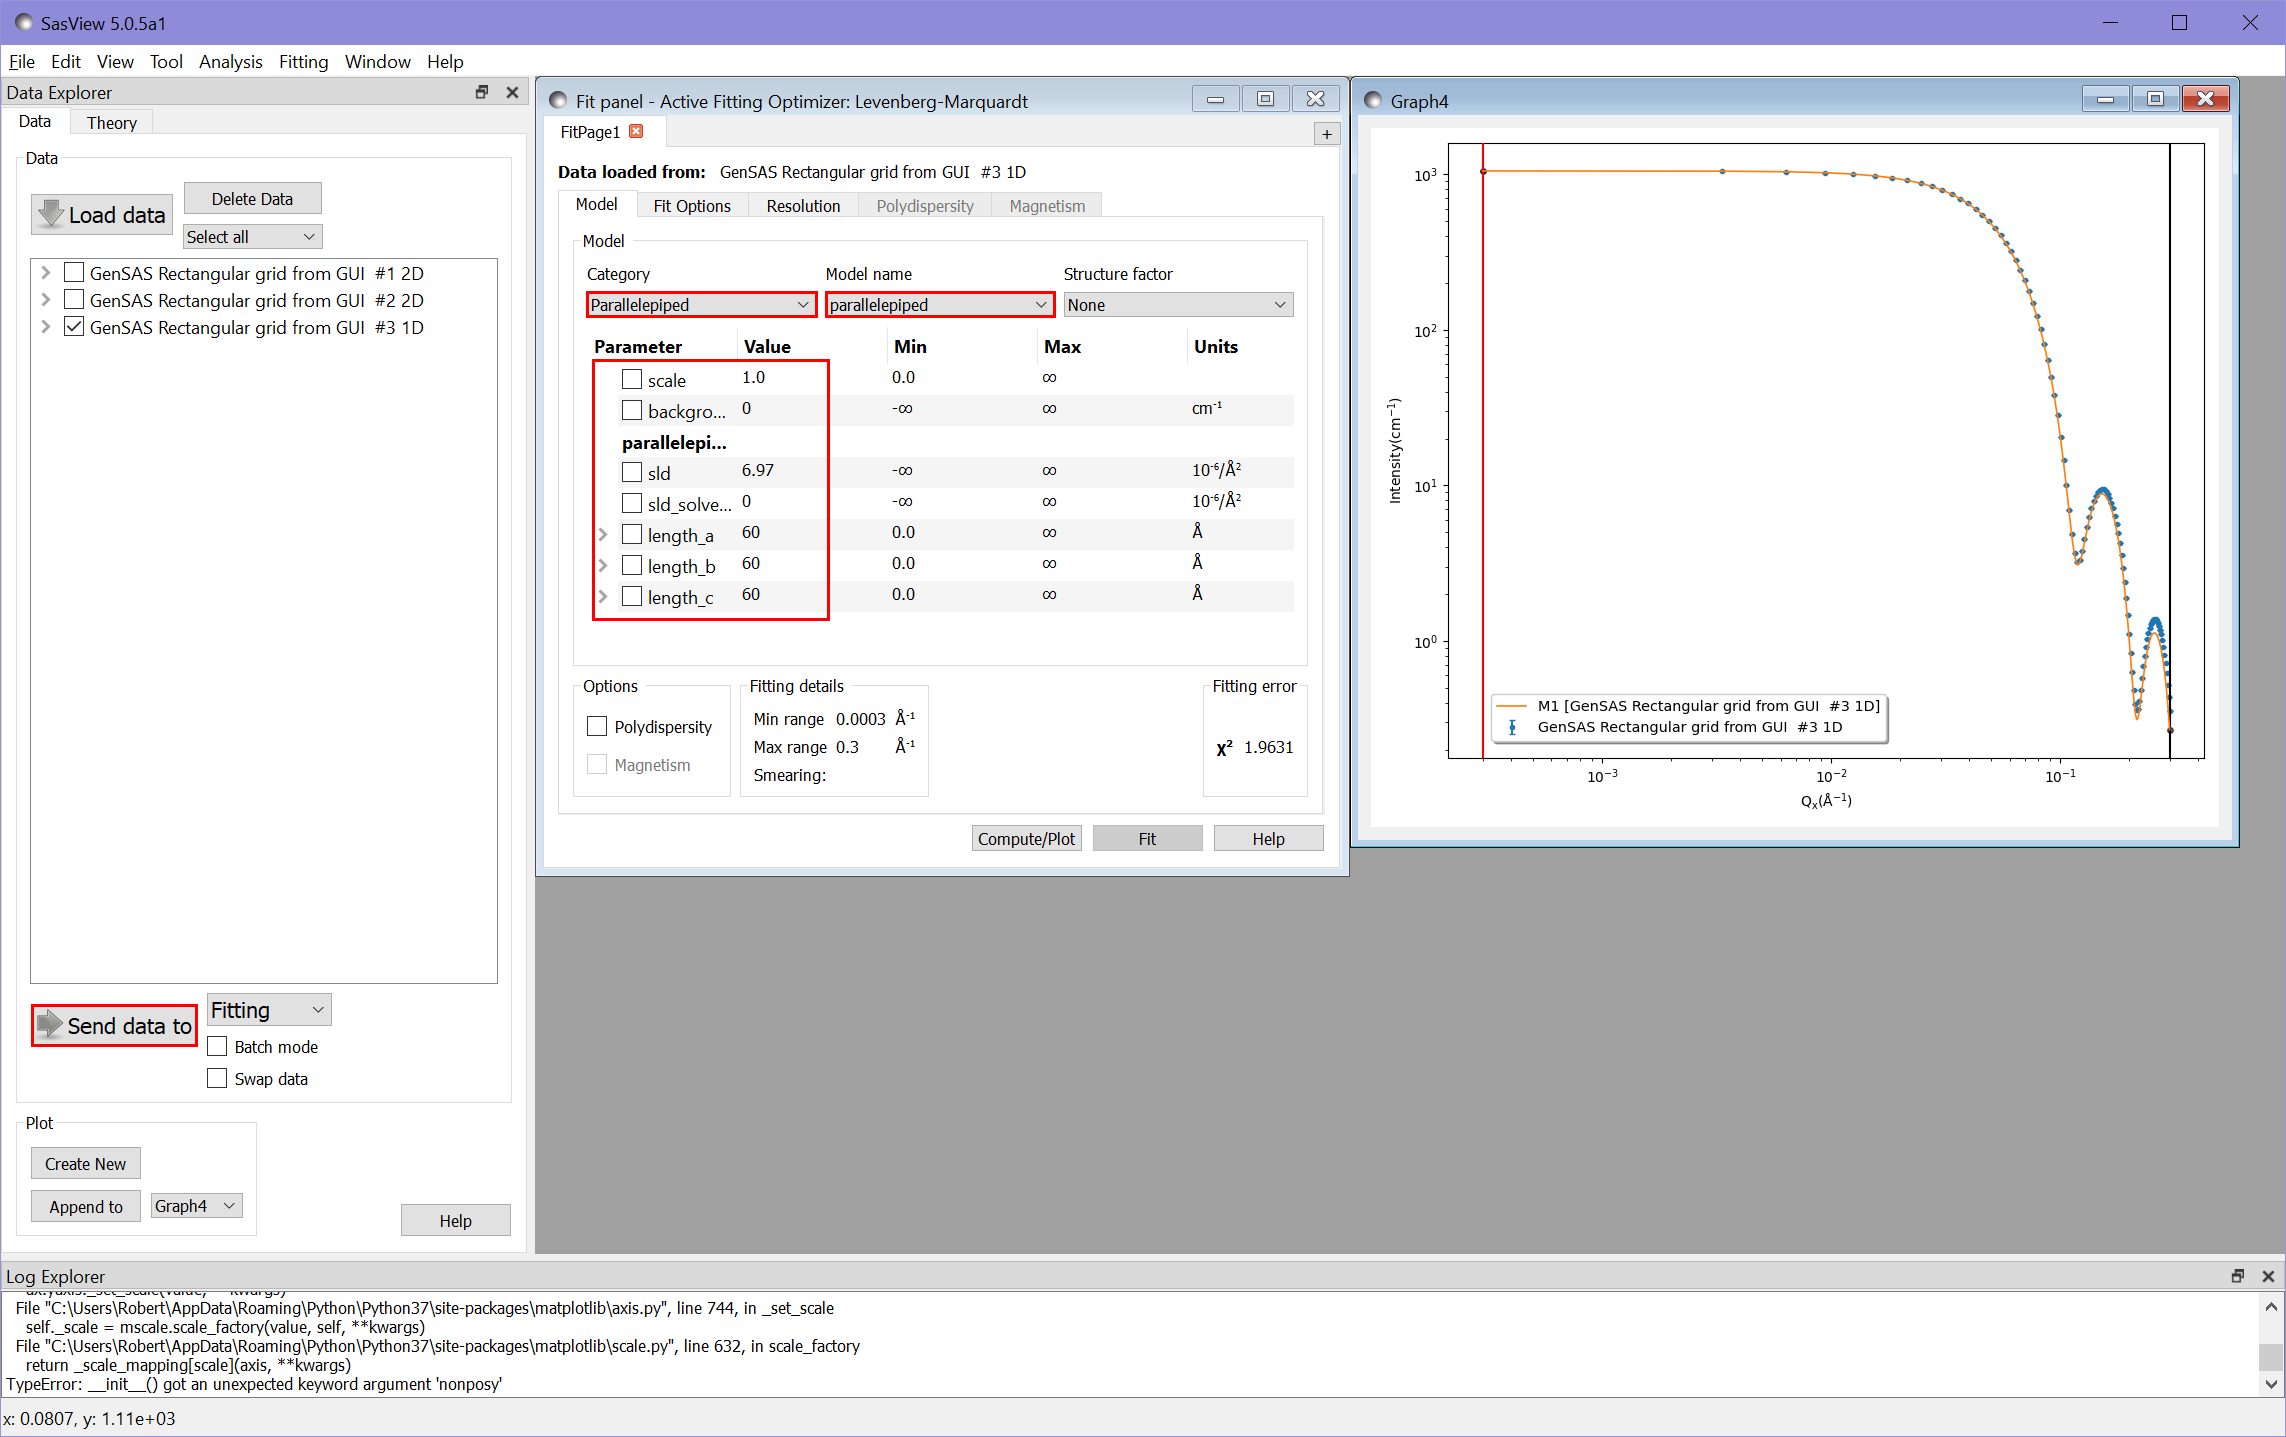 SasView 5.0.5a1
File Edit View Tool Analysis Fitting Window Help
Data Explorer
Data Theory
Data
Load data
Delete Data
Select all
GenSAS Rectangular grid from GUI #1 2D
GenSAS Rectangular grid from GUI #2 2D
GenSAS Rectangular grid from GUI #3 1D
Send data to
Fitting
Batch mode
Swap data
Plot
Create New
Append to
Graph4
Help
Fit panel - Active Fitting Optimizer: Levenberg-Marquardt
FitPage1
+
Data loaded from: GenSAS Rectangular grid from GUI #3 1D
Model Fit Options Resolution Polydispersity Magnetism
Model
Category Model name Structure factor
Parallelepiped parallelepiped None
Parameter Value Min Max Units
scale 1.0 0.0 ∞
backgro... 0 -∞ ∞ cm⁻¹
parallelepi...
sld 6.97 -∞ ∞ 10⁻⁶/Å²
sld_solve... 0 -∞ ∞ 10⁻⁶/Å²
length_a 60 0.0 ∞ Å
length_b 60 0.0 ∞ Å
length_c 60 0.0 ∞ Å
Options
Polydispersity
Magnetism
Fitting details
Min range 0.0003 Å⁻¹
Max range 0.3 Å⁻¹
Smearing:
Fitting error
χ² 1.9631
Compute/Plot Fit Help
Graph4
10³
10²
10¹
10⁰
Intensity(cm⁻¹)
M1 [GenSAS Rectangular grid from GUI #3 1D]
GenSAS Rectangular grid from GUI #3 1D
10⁻³ 10⁻² 10⁻¹
Qₓ(Å⁻¹)
Log Explorer
ax.yaxis._set_scale(value, **kwargs)
File "C:\Users\Robert\AppData\Roaming\Python\Python37\site-packages\matplotlib\axis.py", line 744, in _set_scale
self._scale = mscale.scale_factory(value, self, **kwargs)
File "C:\Users\Robert\AppData\Roaming\Python\Python37\site-packages\matplotlib\scale.py", line 632, in scale_factory
return _scale_mapping[scale](axis, **kwargs)
TypeError: __init__() got an unexpected keyword argument 'nonposy'
x: 0.0807, y: 1.11e+03